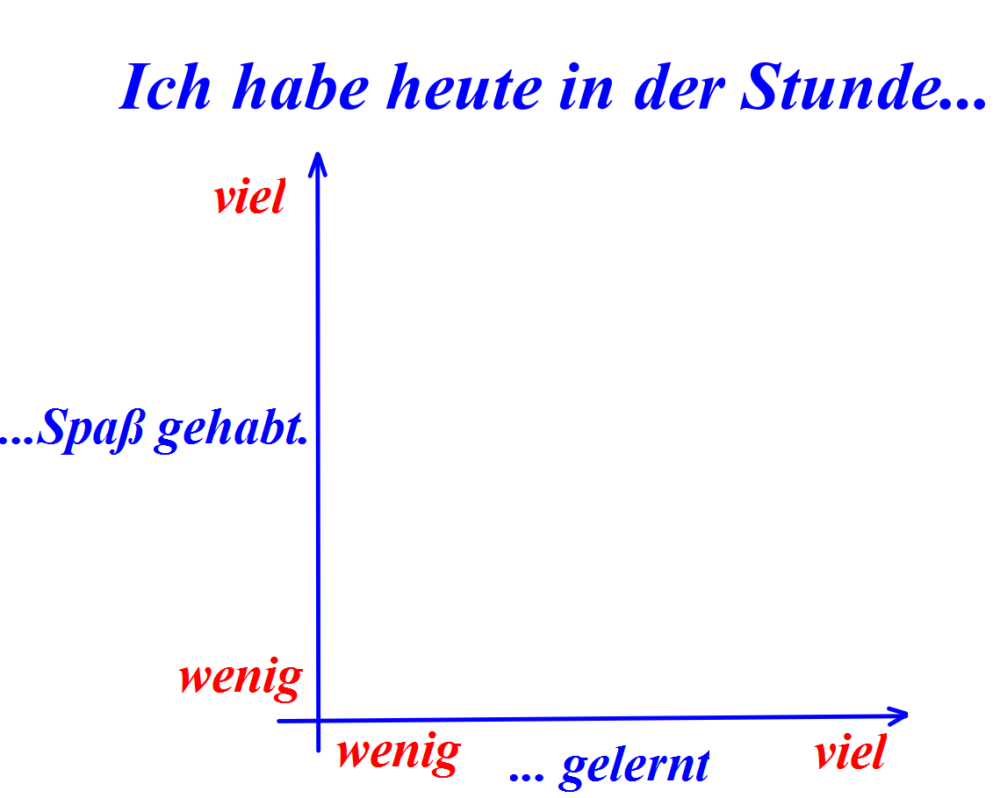 Ich habe heute in der Stunde...
viel
...Spaß gehabt.
wenig
wenig
... gelernt
viel